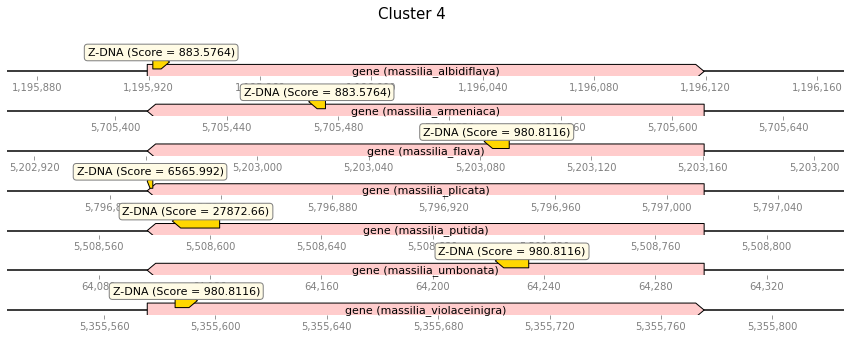 Cluster 4
Z-DNA (Score = 883.5764)
gene (massilia_albidiflava)
1,195,880 1,195,920 1,196,040 1,196,080 1,196,120 1,196,160
Z-DNA (Score = 883.5764)
gene (massilia_armeniaca)
5,705,400 5,705,440 5,705,480 5,705,600 5,705,640
Z-DNA (Score = 980.8116)
gene (massilia_flava)
5,202,920 5,203,000 5,203,040 5,203,080 5,203,120 5,203,160 5,203,200
Z-DNA (Score = 6565.992)
gene (massilia_plicata)
5,796,880 5,796,920 5,796,960 5,797,000 5,797,040
Z-DNA (Score = 27872.66)
gene (massilia_putida)
5,508,560 5,508,600 5,508,640 5,508,760 5,508,800
Z-DNA (Score = 980.8116)
gene (massilia_umbonata)
64,160 64,200 64,240 64,280 64,320
Z-DNA (Score = 980.8116)
gene (massilia_violaceinigra)
5,355,560 5,355,600 5,355,640 5,355,680 5,355,720 5,355,760 5,355,800